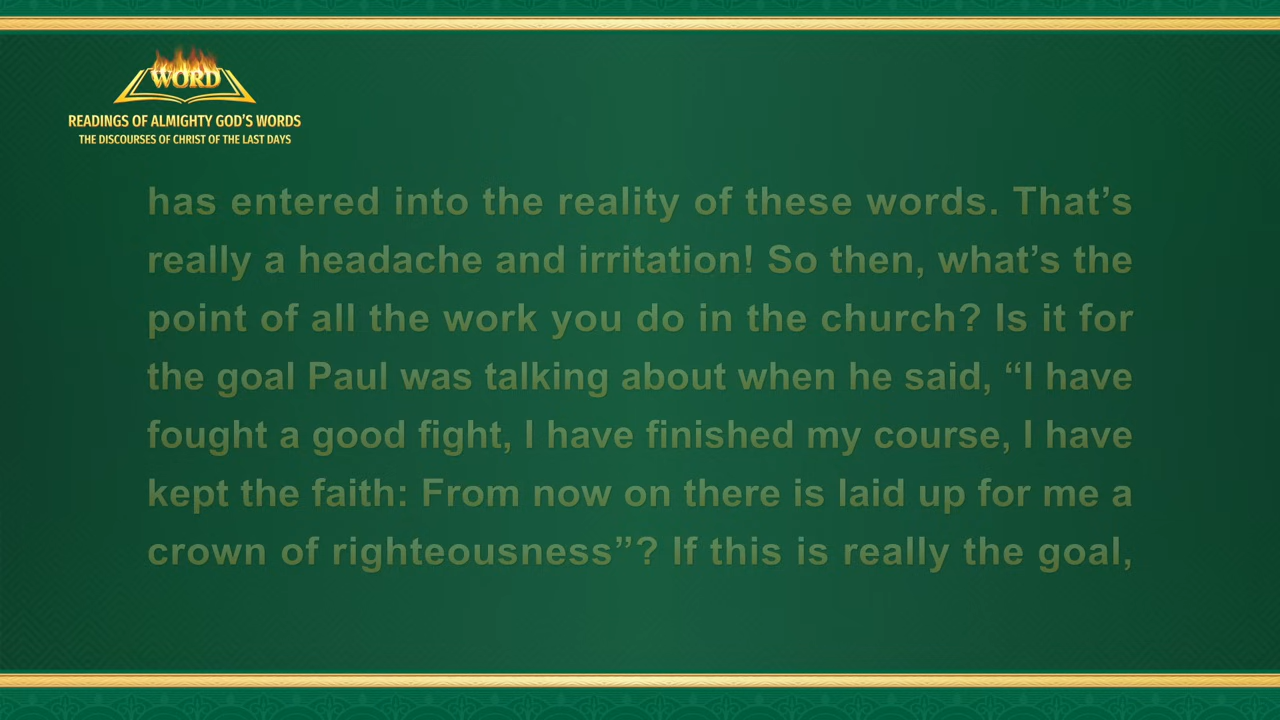 WORD
READINGS OF ALMIGHTY GOD'S WORDS
THE DISCOURSES OF CHRIST OF THE LAST DAYS
has entered into the reality of these words. That’s
really a headache and irritation! So then, what’s the
point of all the work you do in the church? Is it for
the goal Paul was talking about when he said, “I have
fought a good fight, I have finished my course, I have
kept the faith: From now on there is laid up for me a
crown of righteousness”? If this is really the goal,